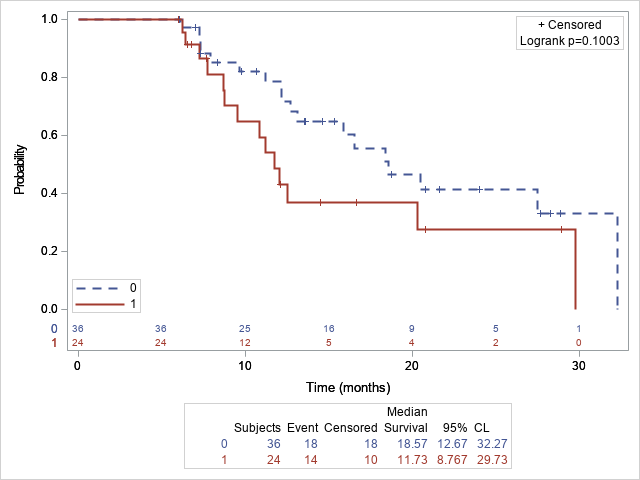 + Censored
Logrank p=0.1003
1.0
0.8
0.6
0.4
0.2
0.0
Probability
0
1
0 36 36 25 16 9 5 1
1 24 24 12 5 4 2 0
0 10 20 30
Time (months)
Median
Subjects Event Censored Survival 95% CL
0 36 18 18 18.57 12.67 32.27
1 24 14 10 11.73 8.767 29.73